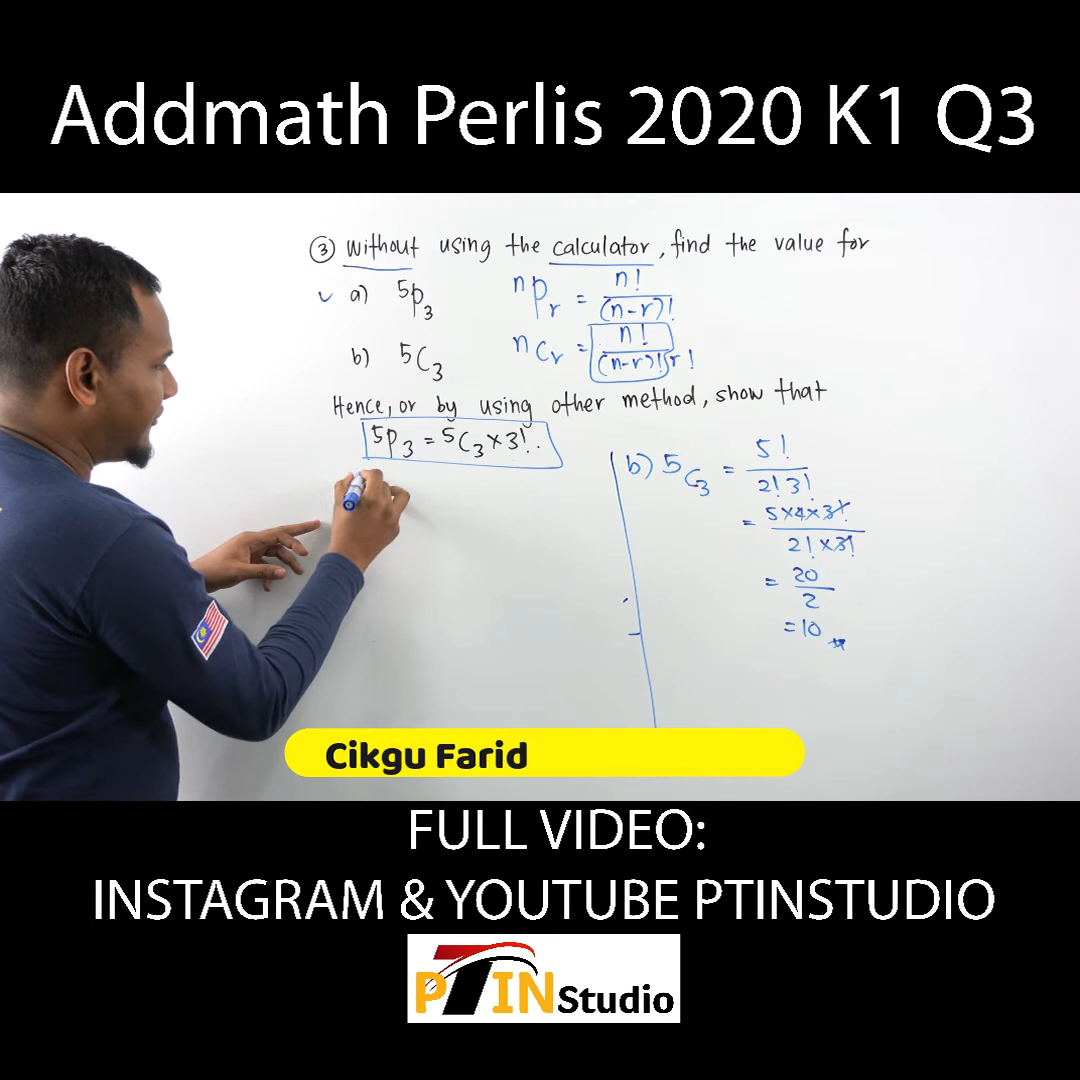 Addmath Perlis 2020 K1 Q3
③ Without using the calculator, find the value for
a) ⁵P₃
ⁿPᵣ = n! / (n-r)!
b) ⁵C₃
ⁿCᵣ = n! / (n-r)! r!
Hence, or by using other method, show that
⁵P₃ = ⁵C₃ × 3!.
b) ⁵C₃ = 5! / 2! 3!
= 5×4×3! / 2! × 3!
= 20 / 2
= 10
Cikgu Farid
FULL VIDEO:
INSTAGRAM & YOUTUBE PTINSTUDIO
PTIN Studio